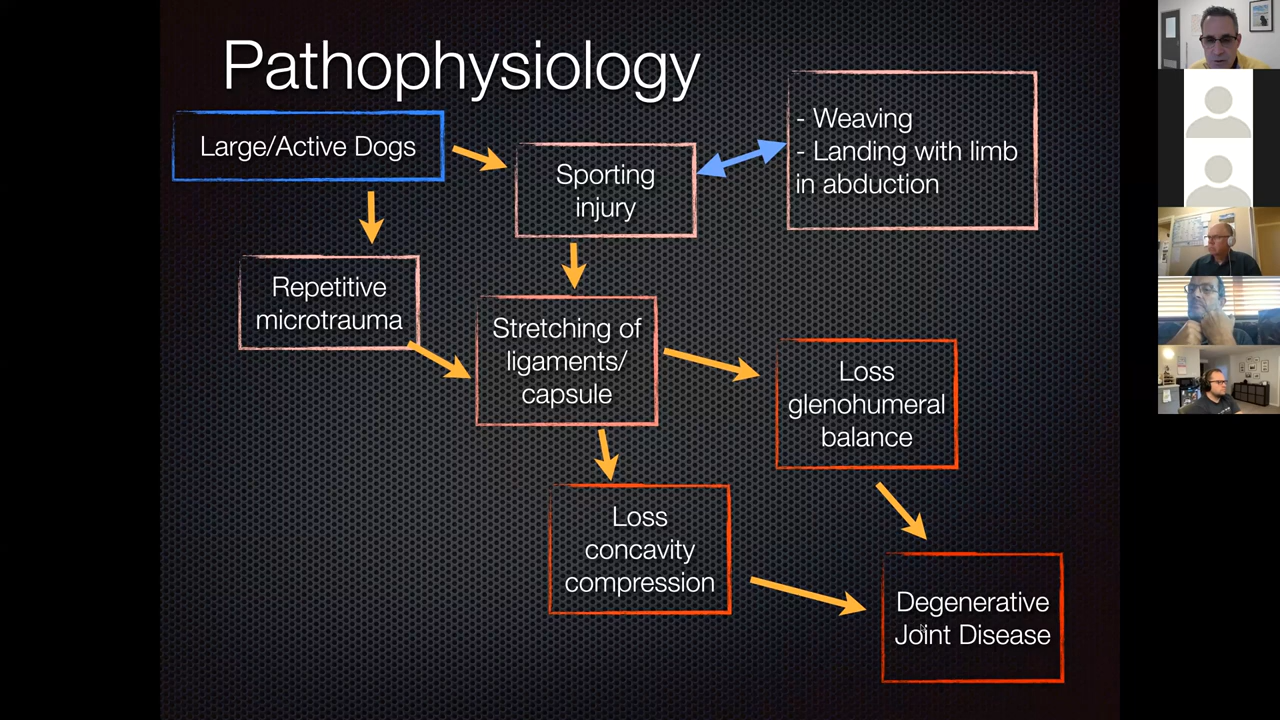 Pathophysiology
Large/Active Dogs
Sporting
injury
- Weaving
- Landing with limb
in abduction
Repetitive
microtrauma
Stretching of
ligaments/
capsule
Loss
glenohumeral
balance
Loss
concavity
compression
Degenerative
Joint Disease